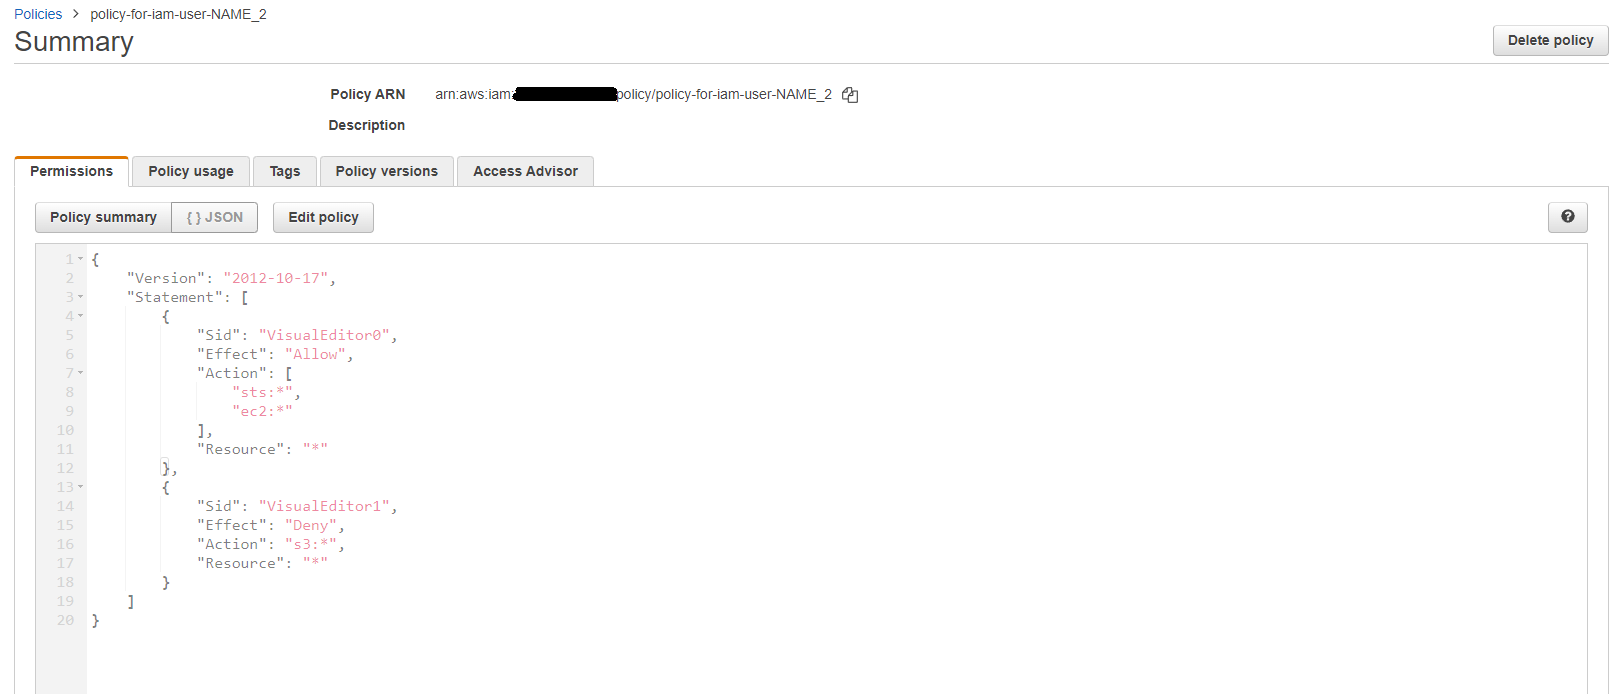 Policies > policy-for-iam-user-NAME_2
Summary
Delete policy
Policy ARN arn:aws:iam: policy/policy-for-iam-user-NAME_2
Description
Permissions Policy usage Tags Policy versions Access Advisor
Policy summary { } JSON Edit policy ?
1 {
2 "Version": "2012-10-17",
3 "Statement": [
4 {
5 "Sid": "VisualEditor0",
6 "Effect": "Allow",
7 "Action": [
8 "sts:*",
9 "ec2:*"
10 ],
11 "Resource": "*"
12 },
13 {
14 "Sid": "VisualEditor1",
15 "Effect": "Deny",
16 "Action": "s3:*",
17 "Resource": "*"
18 }
19 ]
20 }